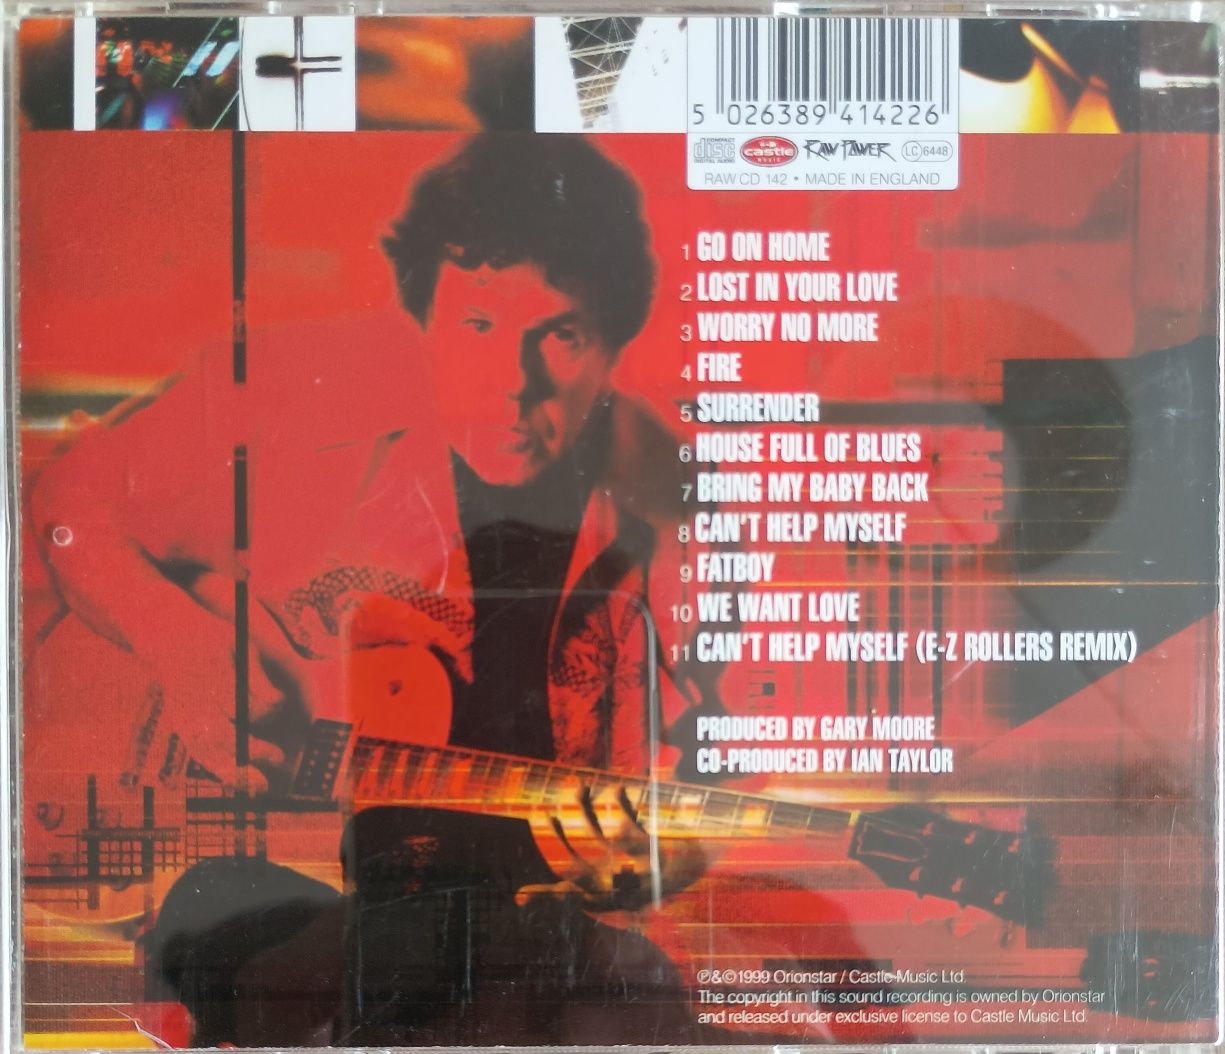 5 026389 414226
COMPACT
disc
DIGITAL AUDIO
castle
MUSIC
RAW POWER
LC 6448
RAW CD 142 • MADE IN ENGLAND
1 GO ON HOME
2 LOST IN YOUR LOVE
3 WORRY NO MORE
4 FIRE
5 SURRENDER
6 HOUSE FULL OF BLUES
7 BRING MY BABY BACK
8 CAN'T HELP MYSELF
9 FATBOY
10 WE WANT LOVE
11 CAN'T HELP MYSELF (E-Z ROLLERS REMIX)
PRODUCED BY GARY MOORE
CO-PRODUCED BY IAN TAYLOR
℗&©1999 Orionstar / Castle Music Ltd.
The copyright in this sound recording is owned by Orionstar
and released under exclusive license to Castle Music Ltd.